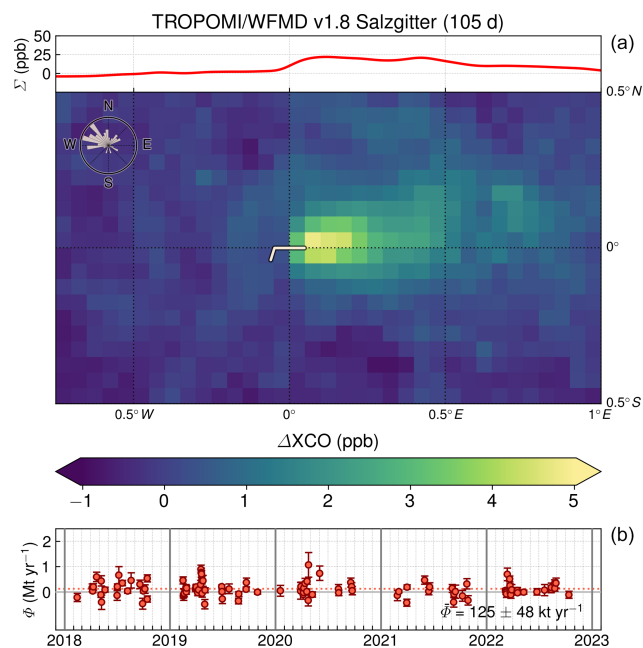 TROPOMI/WFMD v1.8 Salzgitter (105 d)
(a)
50
25
0
Σ (ppb)
0.5°N
0°
0.5°S
N
W E
S
0.5°W 0° 0.5°E 1°E
ΔXCO (ppb)
−1 0 1 2 3 4 5
(b)
2
1
0
Φ (Mt yr⁻¹)
Φ̄ = 125 ± 48 kt yr⁻¹
2018 2019 2020 2021 2022 2023